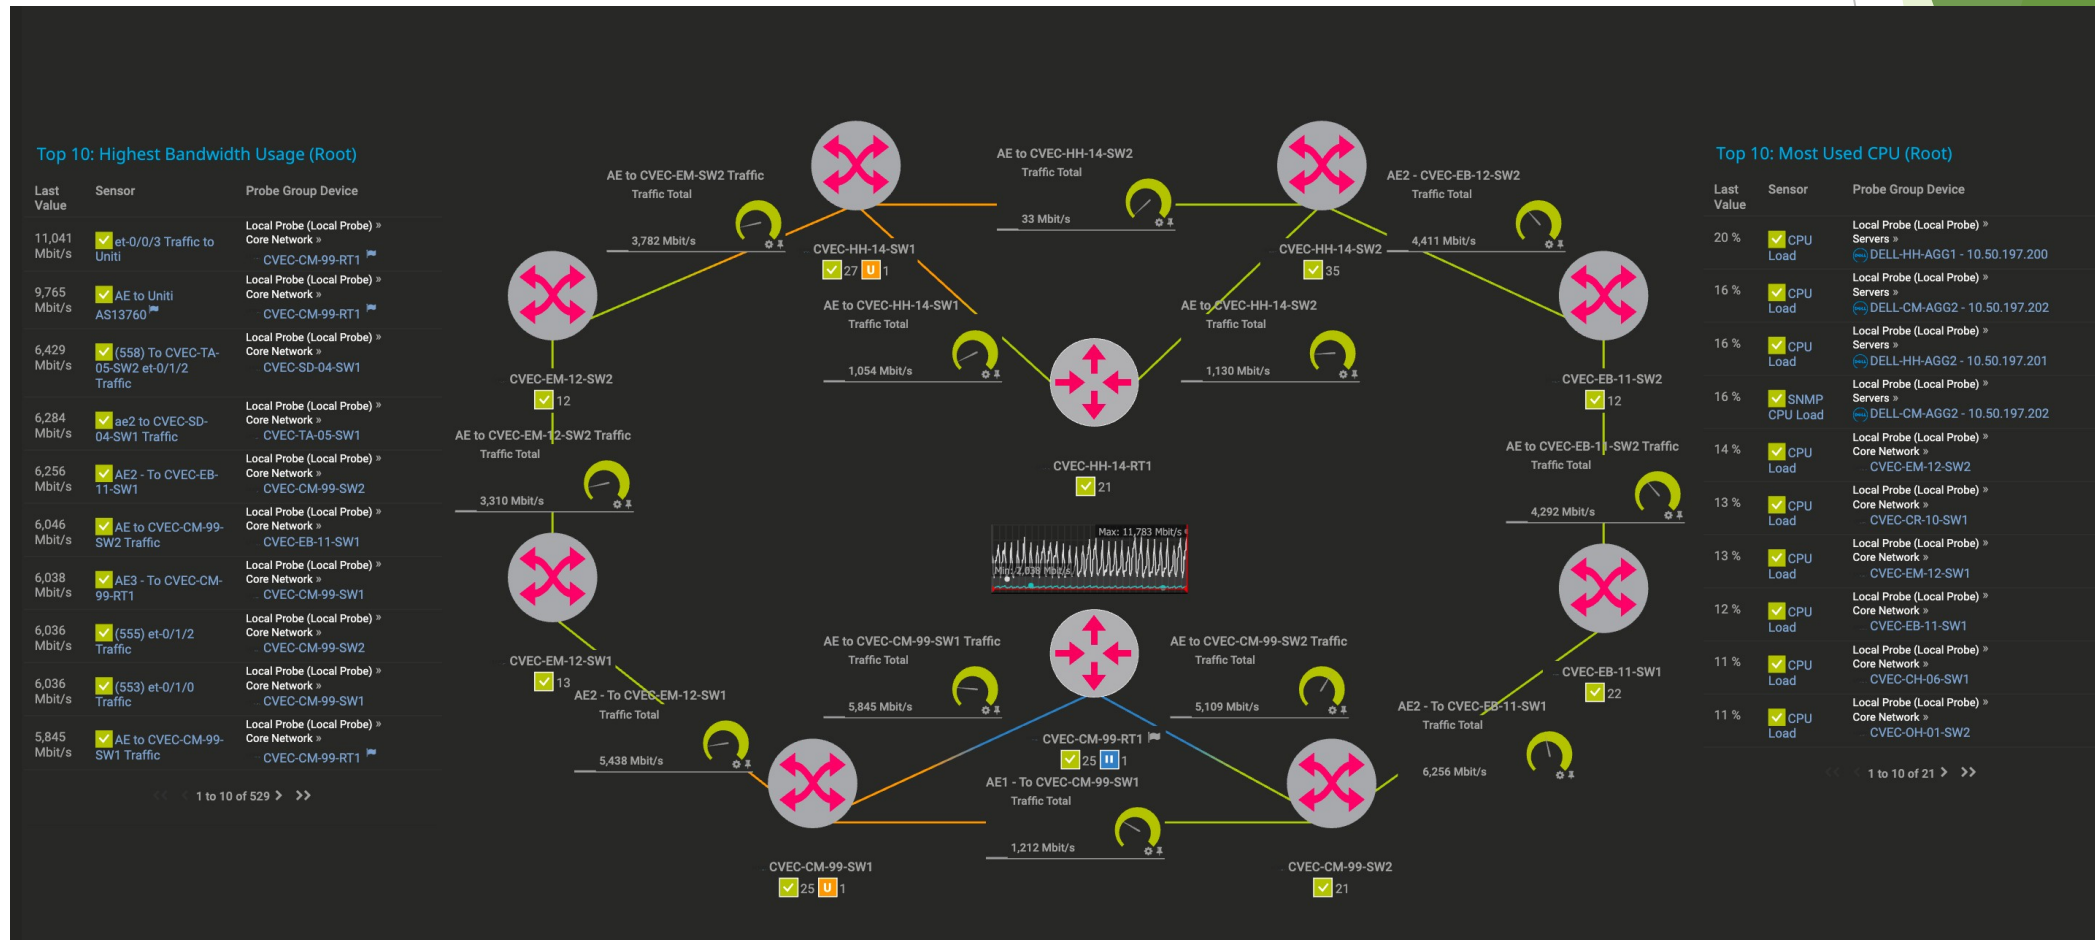 Top 10: Highest Bandwidth Usage (Root)
Last Value
Sensor
Probe Group Device
11,041 Mbit/s
et-0/0/3 Traffic to Uniti
Local Probe (Local Probe) »
Core Network »
CVEC-CM-99-RT1
9,765 Mbit/s
AE to Uniti AS13760
Local Probe (Local Probe) »
Core Network »
CVEC-CM-99-RT1
6,429 Mbit/s
(558) To CVEC-TA-05-SW2 et-0/1/2 Traffic
Local Probe (Local Probe) »
Core Network »
CVEC-SD-04-SW1
6,284 Mbit/s
ae2 to CVEC-SD-04-SW1 Traffic
Local Probe (Local Probe) »
Core Network »
CVEC-TA-05-SW1
6,256 Mbit/s
AE2 - To CVEC-EB-11-SW1
Local Probe (Local Probe) »
Core Network »
CVEC-CM-99-SW2
6,046 Mbit/s
AE to CVEC-CM-99-SW2 Traffic
Local Probe (Local Probe) »
Core Network »
CVEC-EB-11-SW1
6,038 Mbit/s
AE3 - To CVEC-CM-99-RT1
Local Probe (Local Probe) »
Core Network »
CVEC-CM-99-SW1
6,036 Mbit/s
(555) et-0/1/2 Traffic
Local Probe (Local Probe) »
Core Network »
CVEC-CM-99-SW2
6,036 Mbit/s
(553) et-0/1/0 Traffic
Local Probe (Local Probe) »
Core Network »
CVEC-CM-99-SW1
5,845 Mbit/s
AE to CVEC-CM-99-SW1 Traffic
Local Probe (Local Probe) »
Core Network »
CVEC-CM-99-RT1
<< < 1 to 10 of 529 > >>
AE to CVEC-EM-SW2 Traffic
Traffic Total
3,782 Mbit/s
CVEC-HH-14-SW1
27 U 1
AE to CVEC-HH-14-SW2
Traffic Total
33 Mbit/s
CVEC-HH-14-SW2
35
AE2 - CVEC-EB-12-SW2
Traffic Total
4,411 Mbit/s
CVEC-EM-12-SW2
12
AE to CVEC-HH-14-SW1
Traffic Total
1,054 Mbit/s
AE to CVEC-HH-14-SW2
Traffic Total
1,130 Mbit/s
CVEC-EB-11-SW2
12
AE to CVEC-EM-12-SW2 Traffic
Traffic Total
3,310 Mbit/s
CVEC-HH-14-RT1
21
AE to CVEC-EB-11-SW2 Traffic
Traffic Total
4,292 Mbit/s
Max: 11,783 Mbit/s
Min: 2,038 Mbit/s
CVEC-EM-12-SW1
13
AE to CVEC-CM-99-SW1 Traffic
Traffic Total
5,845 Mbit/s
AE to CVEC-CM-99-SW2 Traffic
Traffic Total
5,109 Mbit/s
CVEC-EB-11-SW1
22
AE2 - To CVEC-EM-12-SW1
Traffic Total
5,438 Mbit/s
CVEC-CM-99-RT1
25 1
AE2 - To CVEC-EB-11-SW1
Traffic Total
6,256 Mbit/s
AE1 - To CVEC-CM-99-SW1
Traffic Total
1,212 Mbit/s
CVEC-CM-99-SW1
25 U 1
CVEC-CM-99-SW2
21
Top 10: Most Used CPU (Root)
Last Value
Sensor
Probe Group Device
20 %
CPU Load
Local Probe (Local Probe) »
Servers »
DELL-HH-AGG1 - 10.50.197.200
16 %
CPU Load
Local Probe (Local Probe) »
Servers »
DELL-CM-AGG2 - 10.50.197.202
16 %
CPU Load
Local Probe (Local Probe) »
Servers »
DELL-HH-AGG2 - 10.50.197.201
16 %
SNMP CPU Load
Local Probe (Local Probe) »
Servers »
DELL-CM-AGG2 - 10.50.197.202
14 %
CPU Load
Local Probe (Local Probe) »
Core Network »
CVEC-EM-12-SW2
13 %
CPU Load
Local Probe (Local Probe) »
Core Network »
CVEC-CR-10-SW1
13 %
CPU Load
Local Probe (Local Probe) »
Core Network »
CVEC-EM-12-SW1
12 %
CPU Load
Local Probe (Local Probe) »
Core Network »
CVEC-EB-11-SW1
11 %
CPU Load
Local Probe (Local Probe) »
Core Network »
CVEC-CH-06-SW1
11 %
CPU Load
Local Probe (Local Probe) »
Core Network »
CVEC-OH-01-SW2
<< < 1 to 10 of 21 > >>